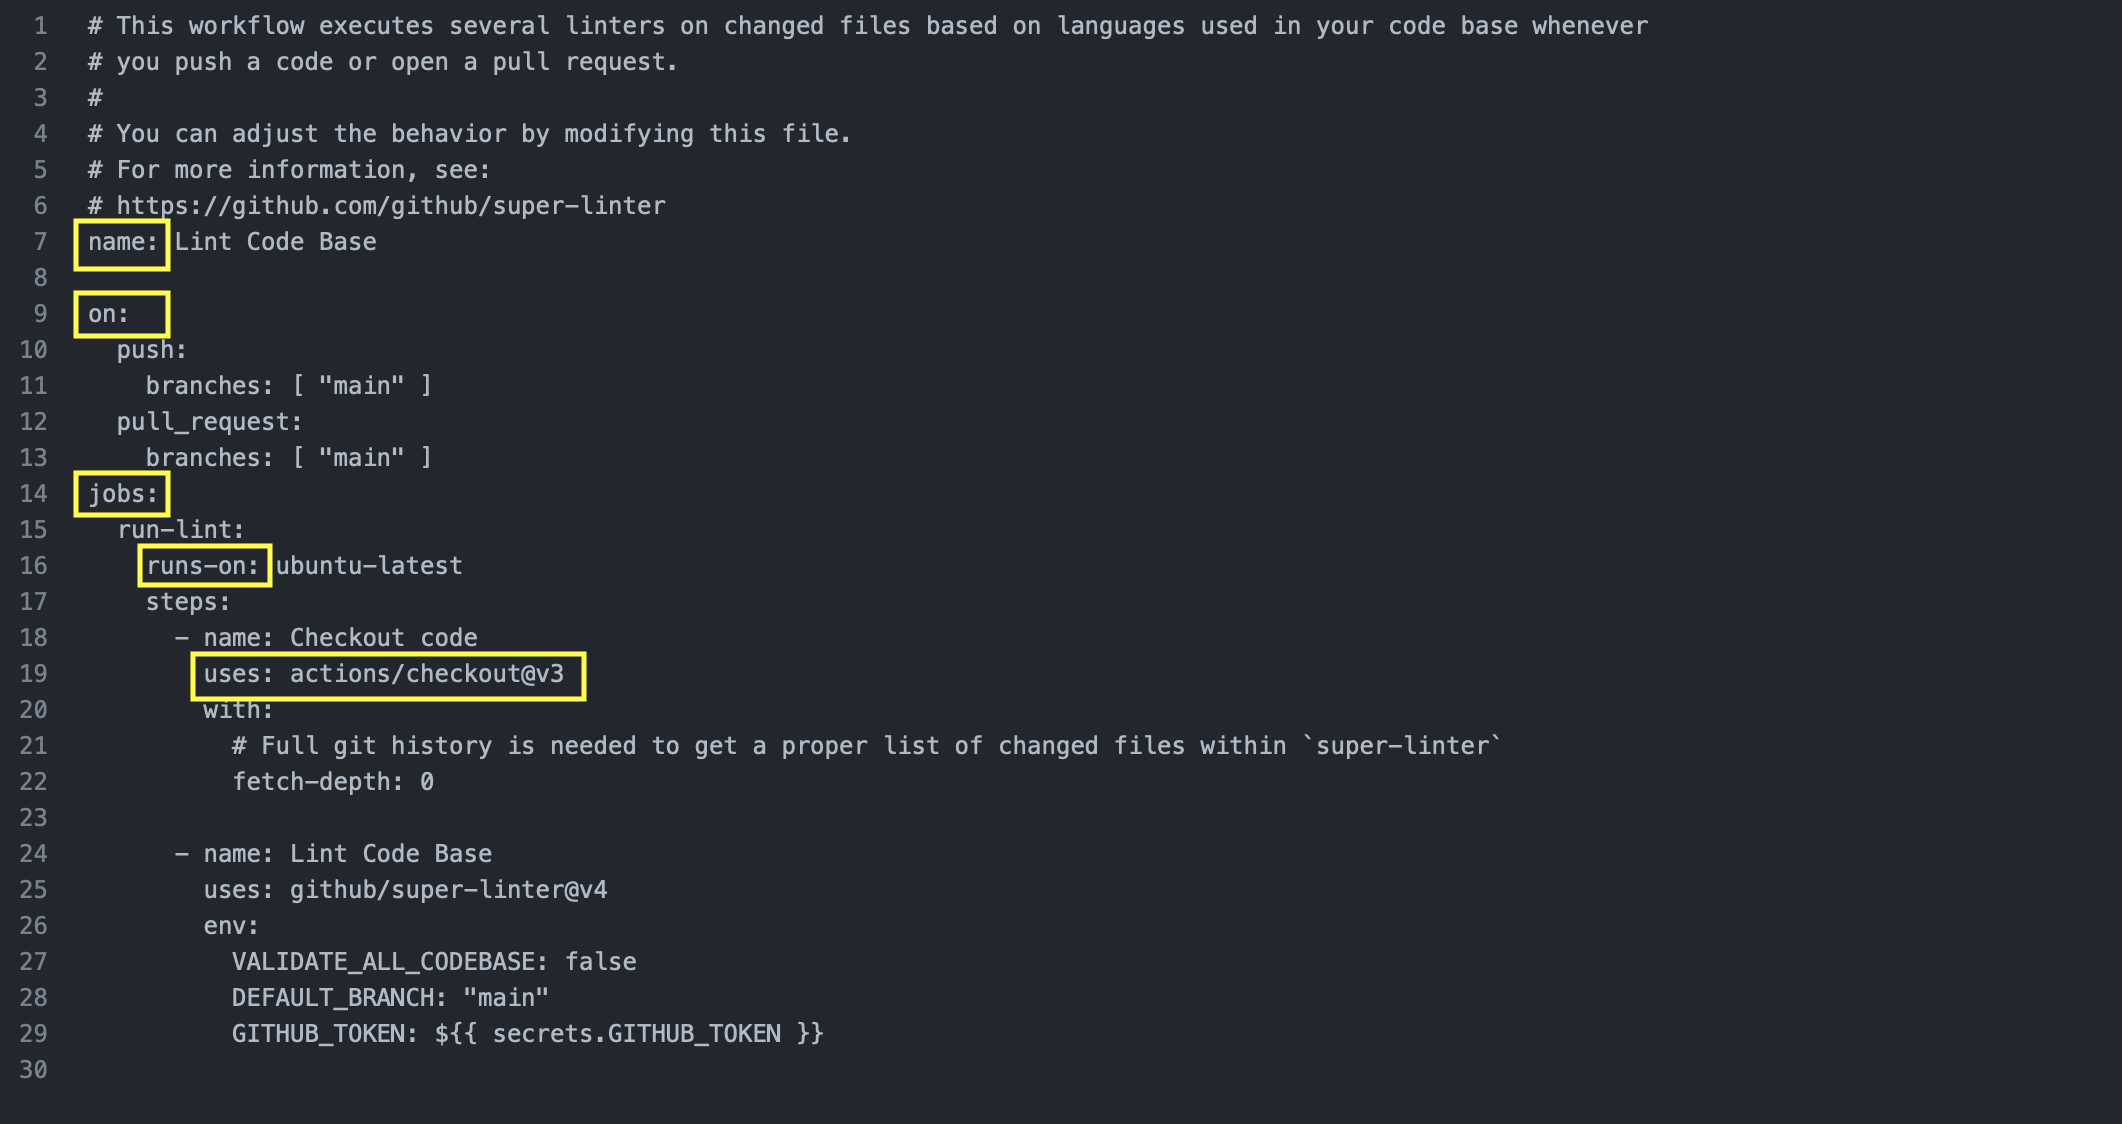 1 # This workflow executes several linters on changed files based on languages used in your code base whenever
2 # you push a code or open a pull request.
3 #
4 # You can adjust the behavior by modifying this file.
5 # For more information, see:
6 # https://github.com/github/super-linter
7 name: Lint Code Base
8
9 on:
10   push:
11     branches: [ "main" ]
12   pull_request:
13     branches: [ "main" ]
14 jobs:
15   run-lint:
16     runs-on: ubuntu-latest
17     steps:
18       - name: Checkout code
19         uses: actions/checkout@v3
20         with:
21           # Full git history is needed to get a proper list of changed files within `super-linter`
22           fetch-depth: 0
23
24       - name: Lint Code Base
25         uses: github/super-linter@v4
26         env:
27           VALIDATE_ALL_CODEBASE: false
28           DEFAULT_BRANCH: "main"
29           GITHUB_TOKEN: ${{ secrets.GITHUB_TOKEN }}
30